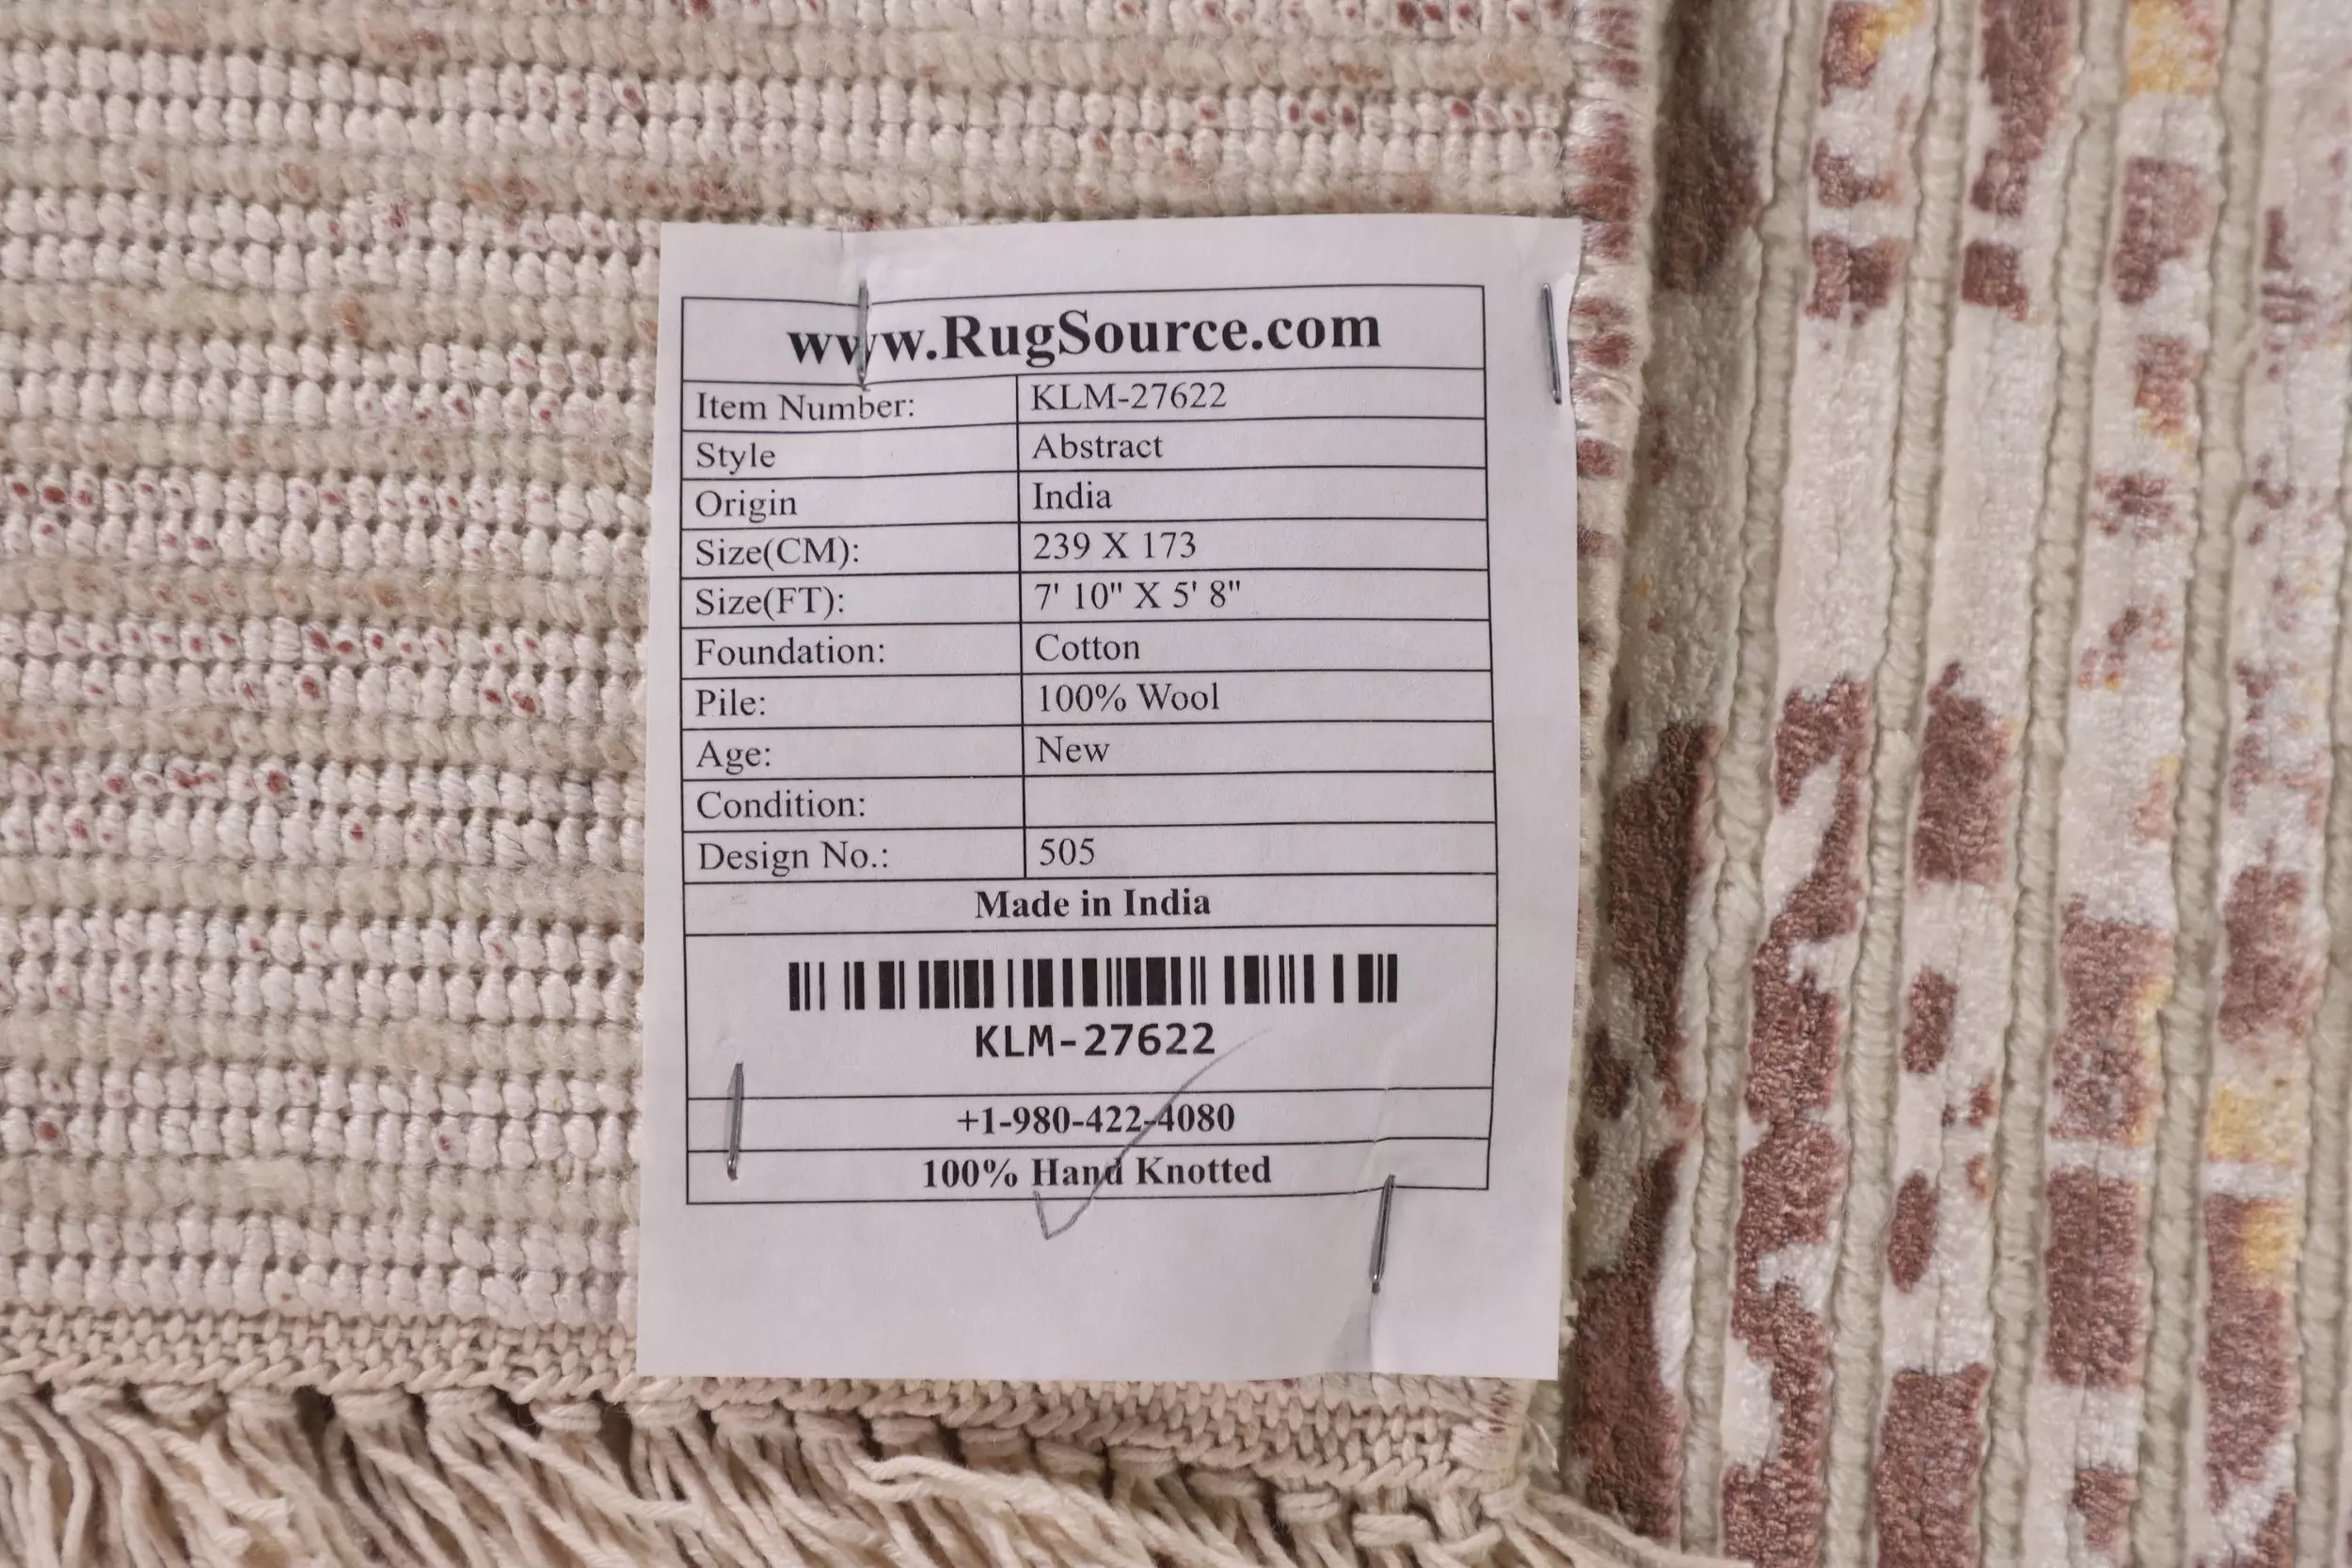 www.RugSource.com
Item Number: KLM-27622
Style Abstract
Origin India
Size(CM): 239 X 173
Size(FT): 7' 10" X 5' 8"
Foundation: Cotton
Pile: 100% Wool
Age: New
Condition:
Design No.: 505
Made in India
KLM-27622
+1-980-422-4080
100% Hand Knotted